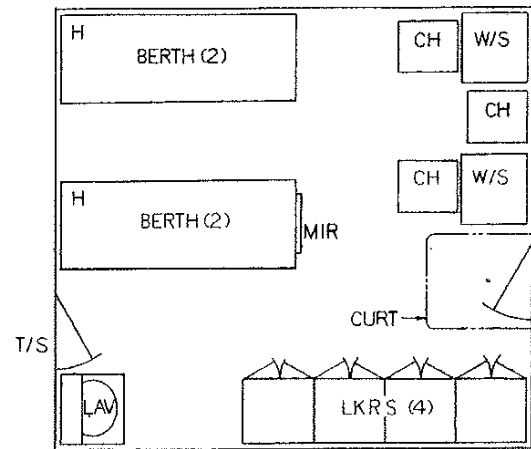 H
BERTH (2)
CH
W/S
CH
H
BERTH (2)
CH
W/S
MIR
CURT
T/S
LAV
LKRS (4)